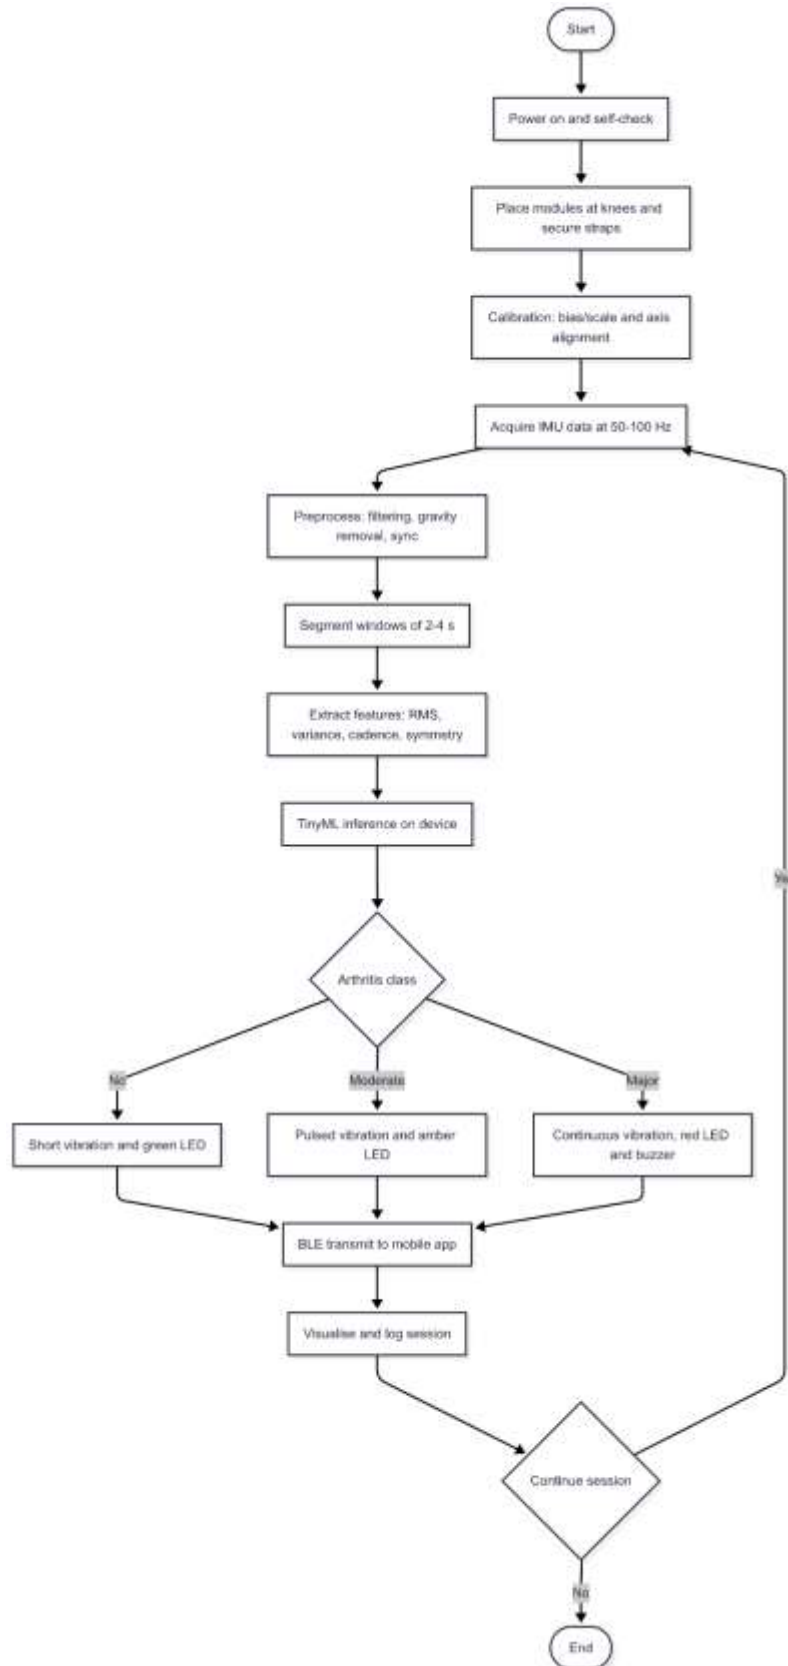 Start
Power on and self-check
Place modules at knees and
secure straps
Calibration: bias/scale and axis
alignment
Acquire IMU data at 50-100 Hz
Preprocess: filtering, gravity
removal, sync
Segment windows of 2-4 s
Extract features: RMS,
variance, cadence, symmetry
TinyML inference on device
Arthritis class
No
Moderate
Major
Short vibration and green LED
Pulsed vibration and amber
LED
Continuous vibration, red LED
and buzzer
BLE transmit to mobile app
Visualise and log session
Continue session
No
End